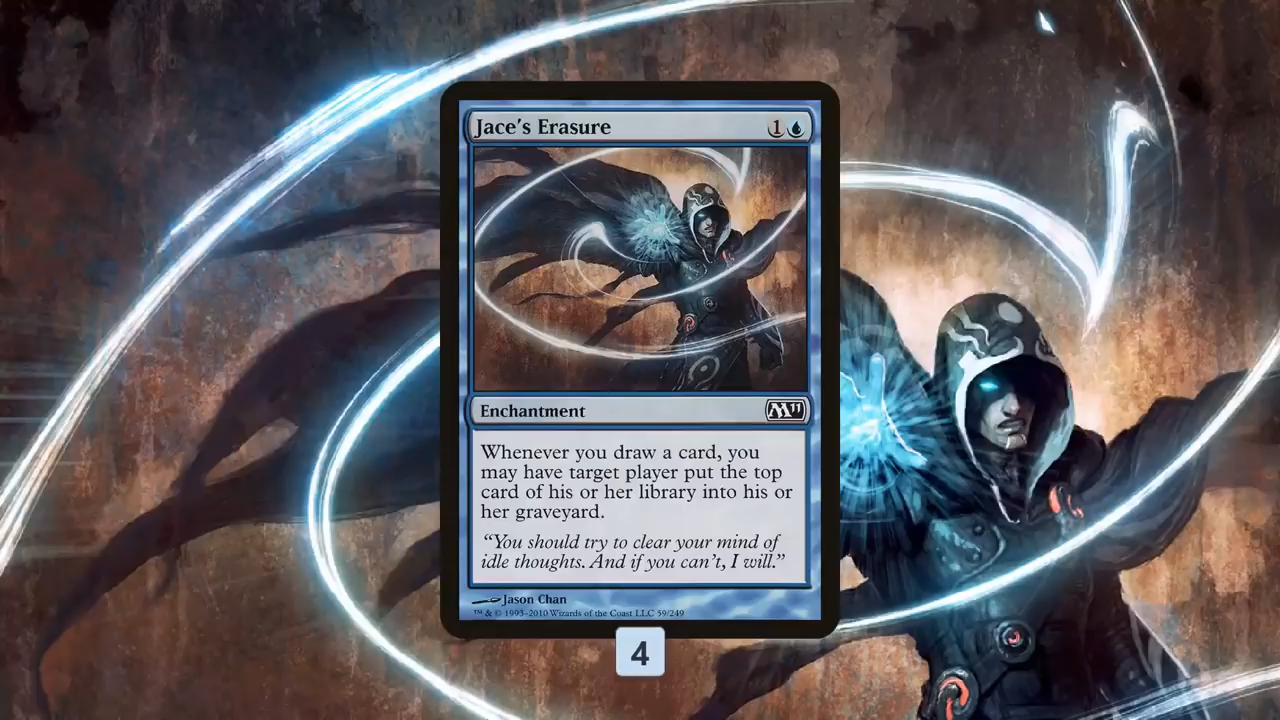 Jace's Erasure
1
Enchantment
M11
Whenever you draw a card, you
may have target player put the top
card of his or her library into his or
her graveyard.
“You should try to clear your mind of
idle thoughts. And if you can't, I will.”
Jason Chan
™ & © 1993–2010 Wizards of the Coast LLC 59/249
4